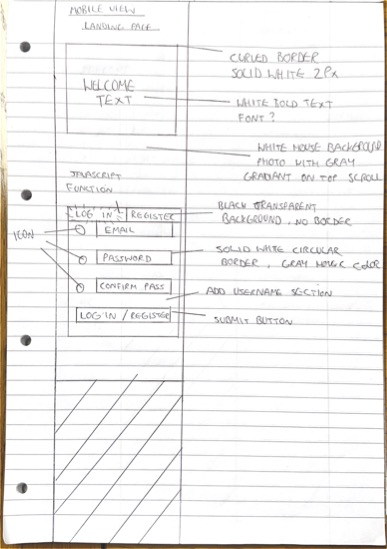 MOBILE VIEW
LANDING PAGE
CURVED BORDER
SOLID WHITE 2Px
WELCOME
TEXT
WHITE BOLD TEXT
FONT?
WHITE MOUSE BACKGROUND
PHOTO WITH GRAY
GRADIANT ON TOP SCROLL
JAVASCRIPT
FUNCTION
LOG IN
REGISTER
BLACK TRANSPARENT
BACKGROUND, NO BORDER
ICON
EMAIL
PASSWORD
SOLID WHITE CIRCULAR
BORDER, GRAY HOVER COLOR
CONFIRM PASS
ADD USERNAME SECTION
LOG IN / REGISTER
SUBMIT BUTTON